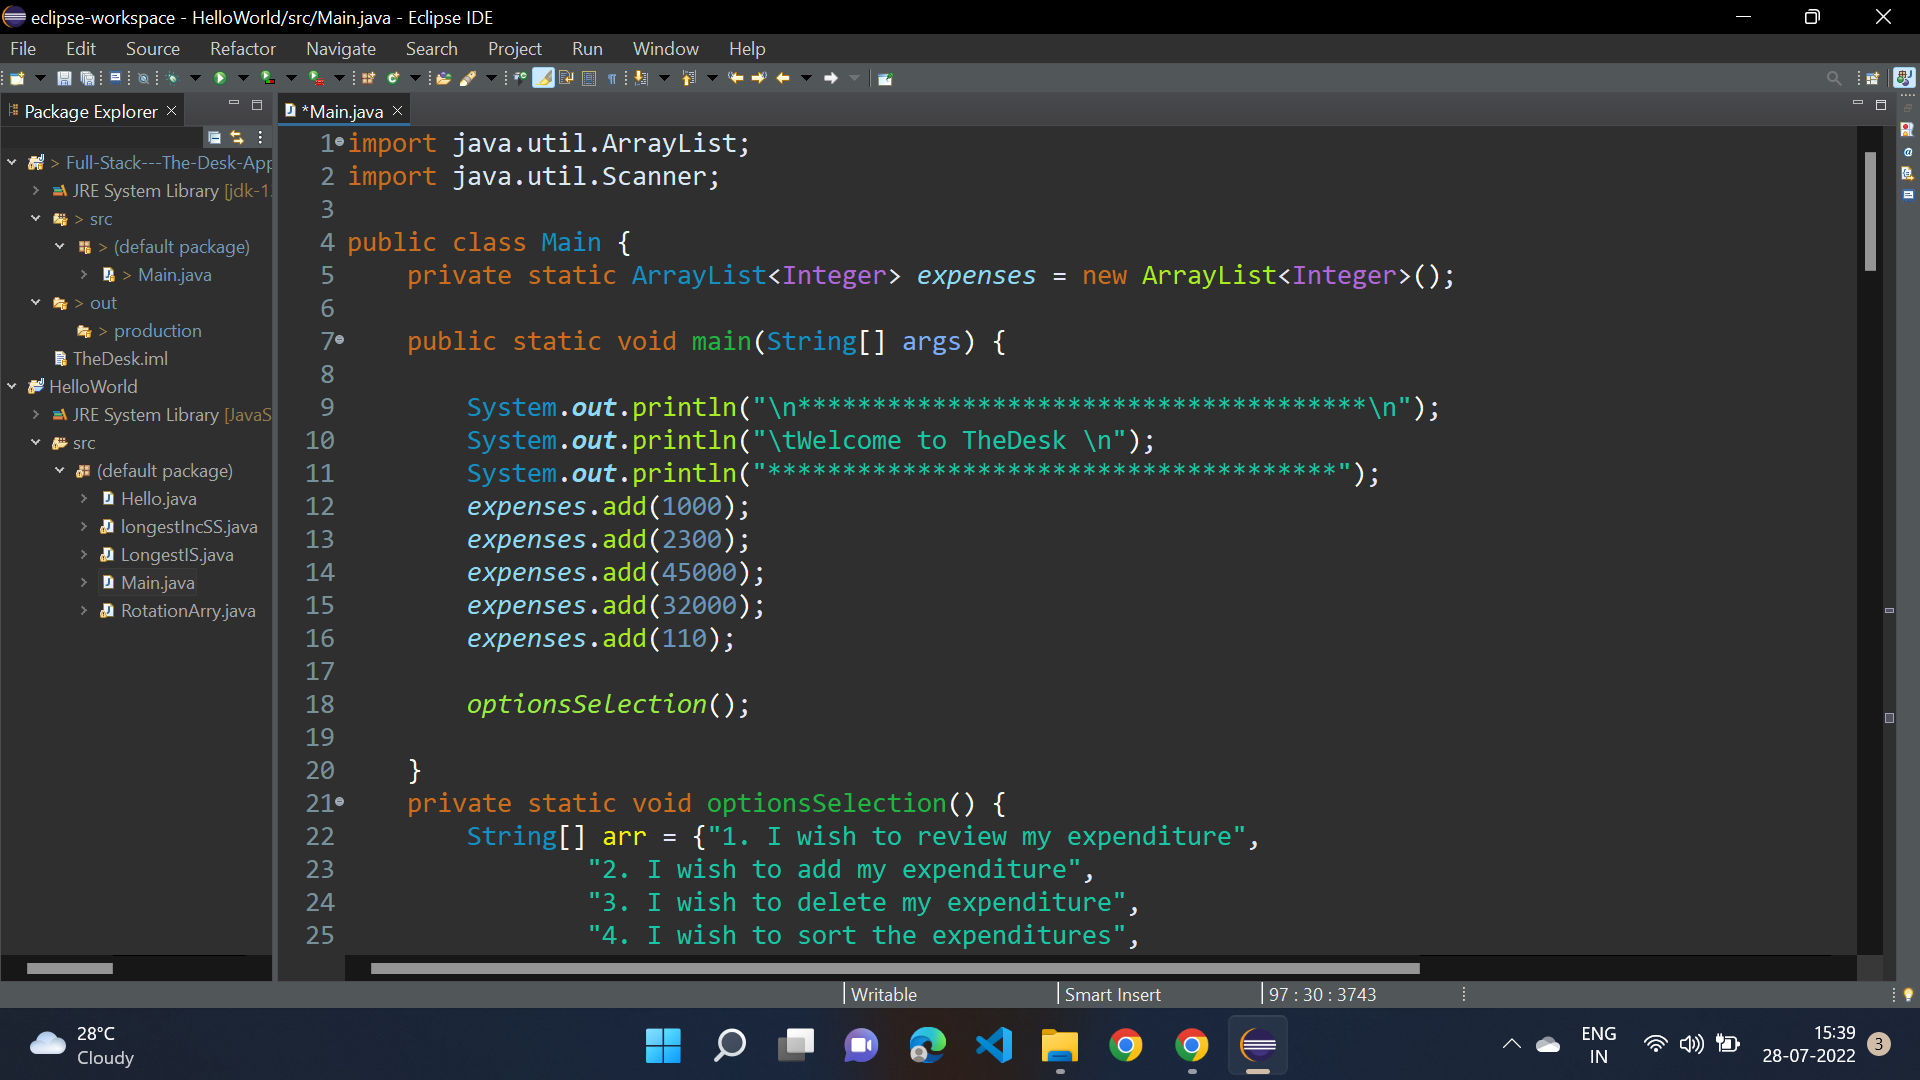 eclipse-workspace - HelloWorld/src/Main.java - Eclipse IDE
File Edit Source Refactor Navigate Search Project Run Window Help
Package Explorer
*Main.java
> Full-Stack---The-Desk-App
JRE System Library [jdk-1
> src
> (default package)
> Main.java
> out
> production
TheDesk.iml
HelloWorld
JRE System Library [JavaS
src
(default package)
Hello.java
longestIncSS.java
LongestIS.java
Main.java
RotationArry.java
1 import java.util.ArrayList;
2 import java.util.Scanner;
3
4 public class Main {
5 private static ArrayList<Integer> expenses = new ArrayList<Integer>();
6
7 public static void main(String[] args) {
8
9 System.out.println("\n**************************************\n");
10 System.out.println("\tWelcome to TheDesk \n");
11 System.out.println("**************************************");
12 expenses.add(1000);
13 expenses.add(2300);
14 expenses.add(45000);
15 expenses.add(32000);
16 expenses.add(110);
17
18 optionsSelection();
19
20 }
21 private static void optionsSelection() {
22 String[] arr = {"1. I wish to review my expenditure",
23 "2. I wish to add my expenditure",
24 "3. I wish to delete my expenditure",
25 "4. I wish to sort the expenditures",
Writable Smart Insert 97 : 30 : 3743
28°C
Cloudy
ENG
IN
15:39
28-07-2022
3